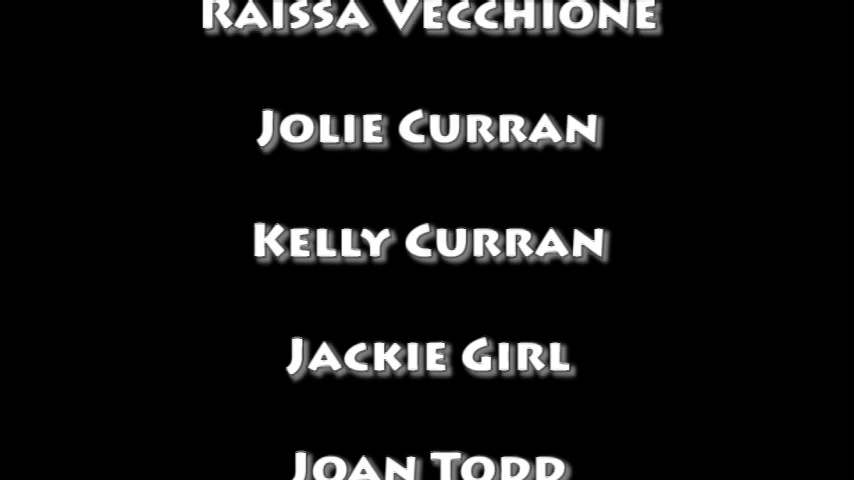 Raissa Vecchione
Jolie Curran
Kelly Curran
Jackie Girl
Joan Todd